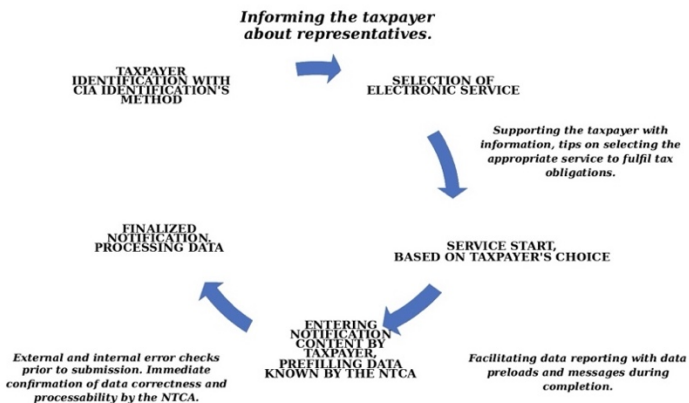 Informing the taxpayer
about representatives.
TAXPAYER
IDENTIFICATION WITH
CIA IDENTIFICATION'S
METHOD
SELECTION OF
ELECTRONIC SERVICE
Supporting the taxpayer with
information, tips on selecting the
appropriate service to fulfil tax
obligations.
SERVICE START,
BASED ON TAXPAYER'S CHOICE
Facilitating data reporting with data
preloads and messages during
completion.
ENTERING
NOTIFICATION
CONTENT BY
TAXPAYER,
PREFILLING DATA
KNOWN BY THE NTCA
External and internal error checks
prior to submission. Immediate
confirmation of data correctness and
processability by the NTCA.
FINALIZED
NOTIFICATION,
PROCESSING DATA